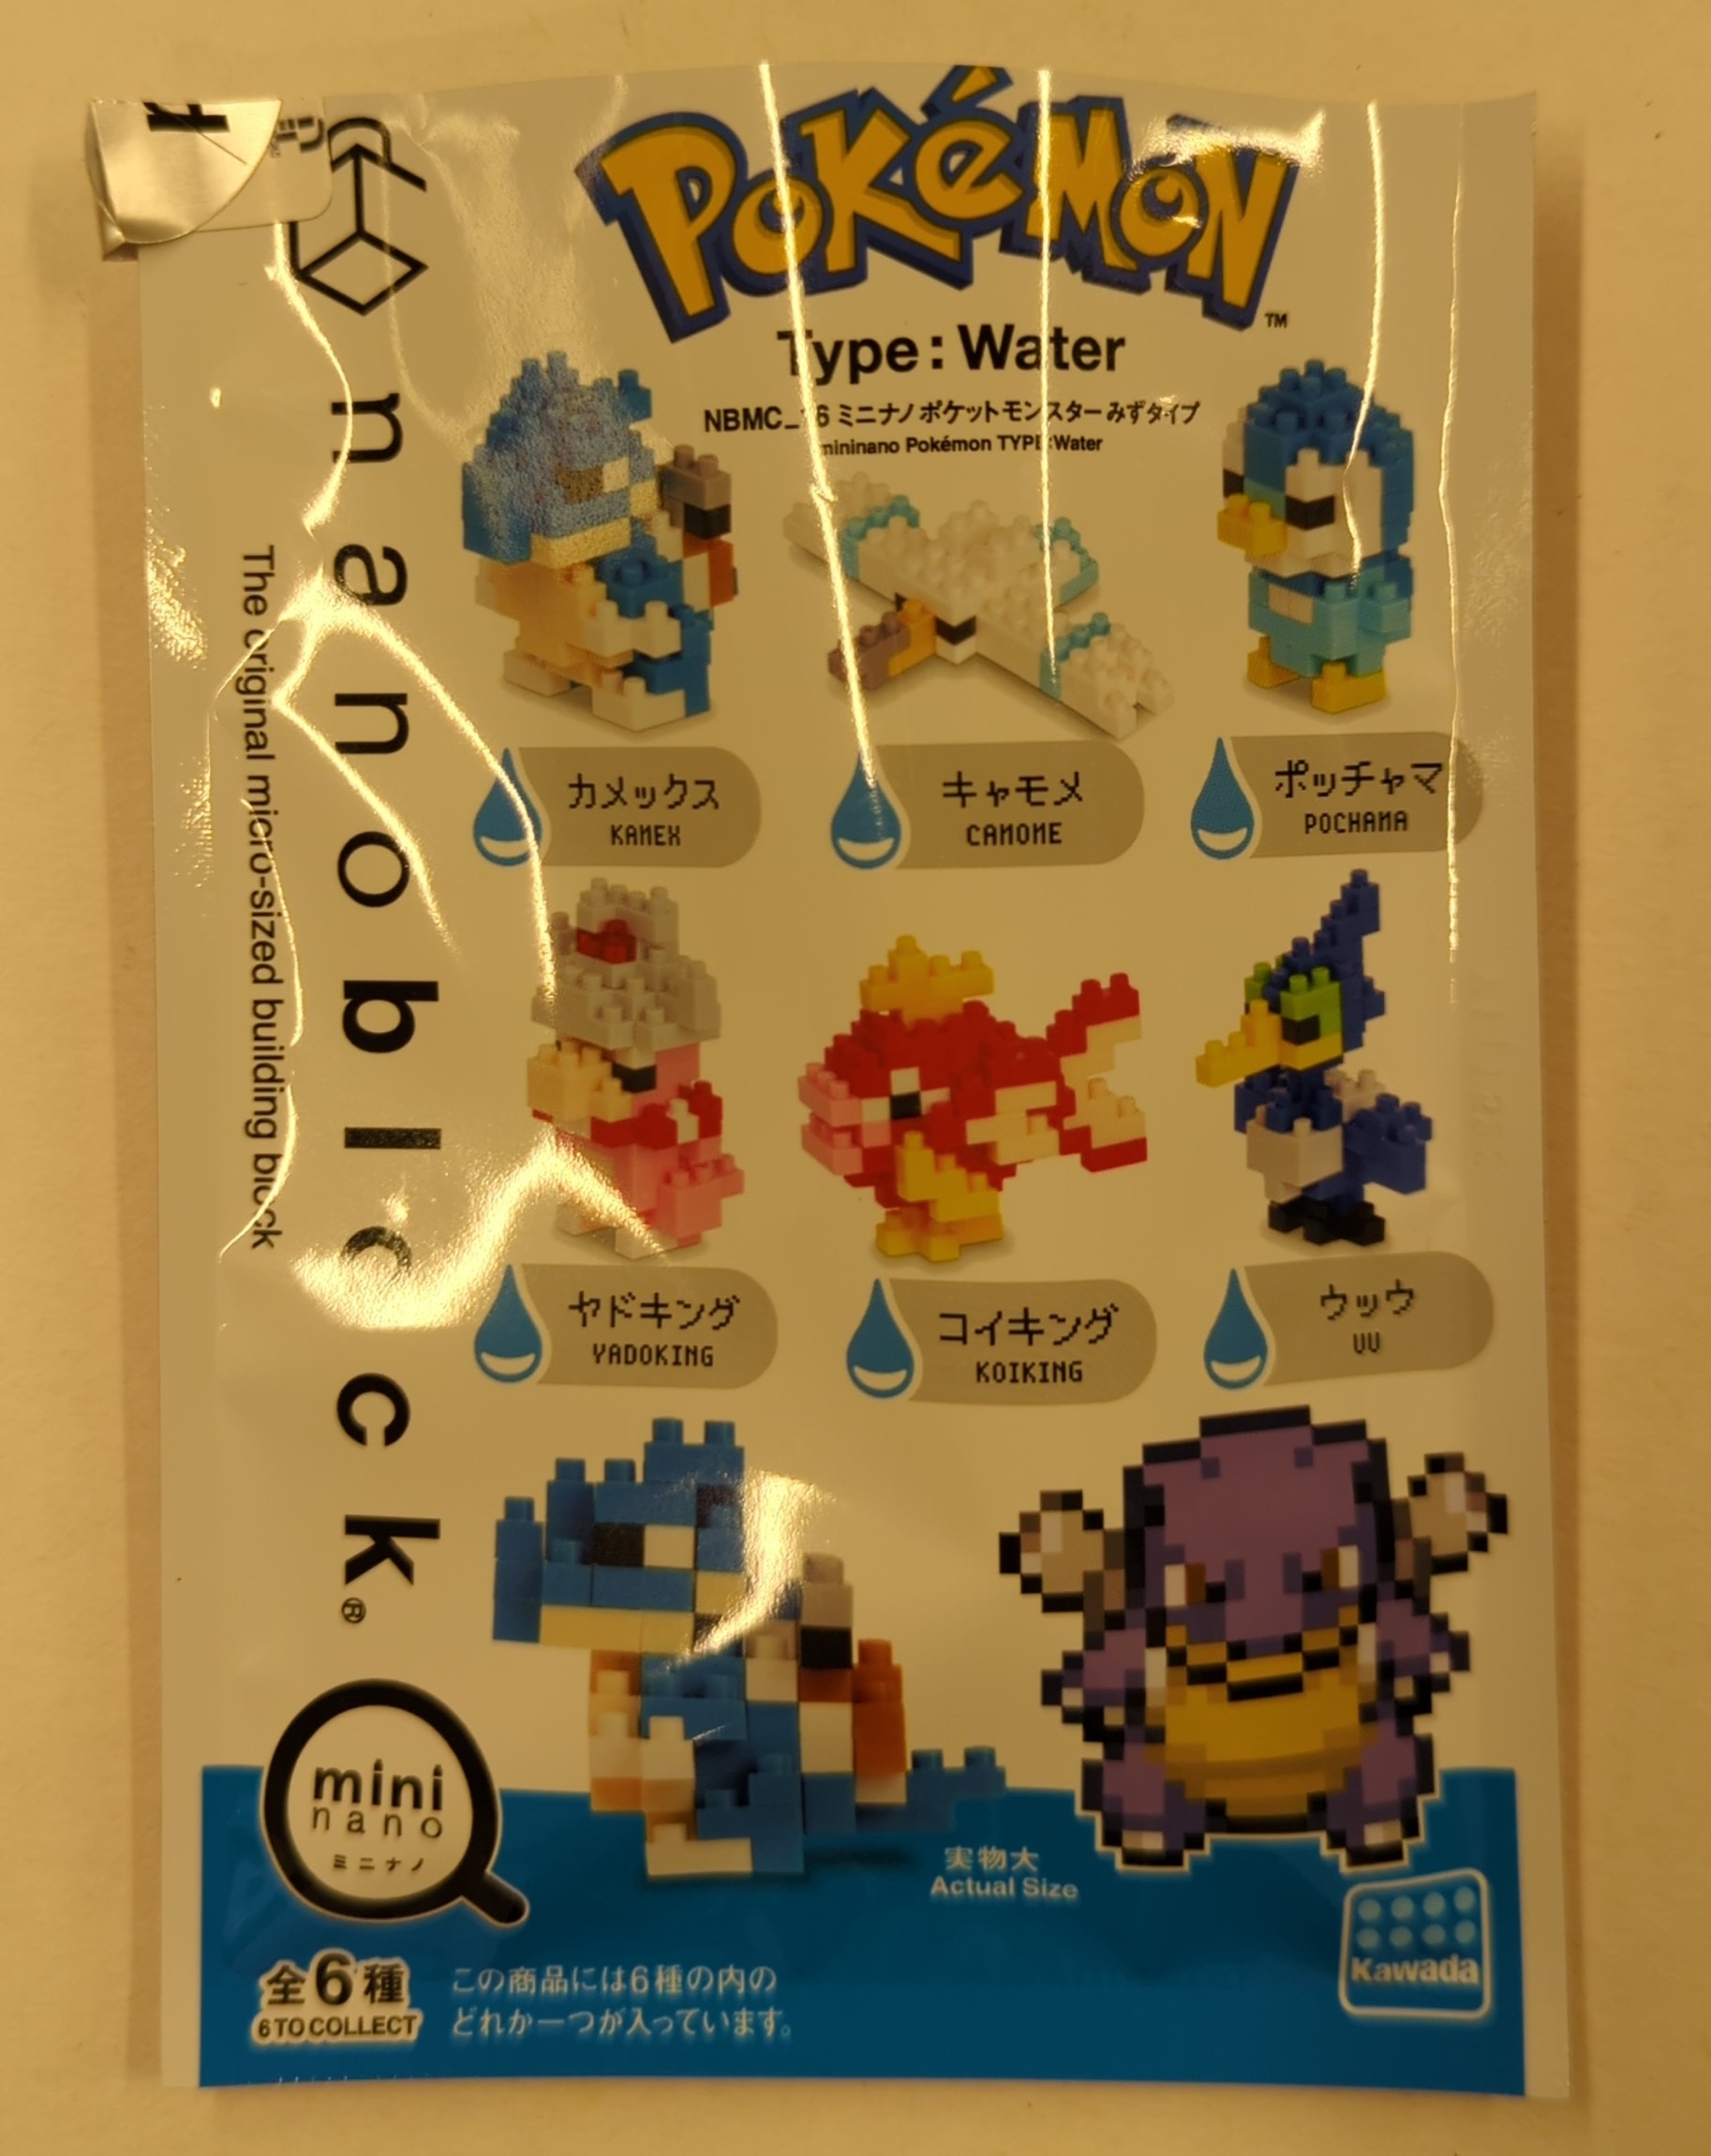 POKéMON
™
Type: Water
ミニナノ ポケットモンスター みずタイプ
mininano Pokémon TYPE:Water
nanoblock®
The original micro-sized building block
カメックス
KAMEX
キャモメ
CAMOME
ポッチャマ
POCHAMA
ヤドキング
YADOKING
コイキング
KOIKING
ウッウ
UU
mini
nano
ミニナノ
実物大
Actual Size
Kawada
全6種
6 TO COLLECT
この商品には6種の内の
どれか一つが入っています。